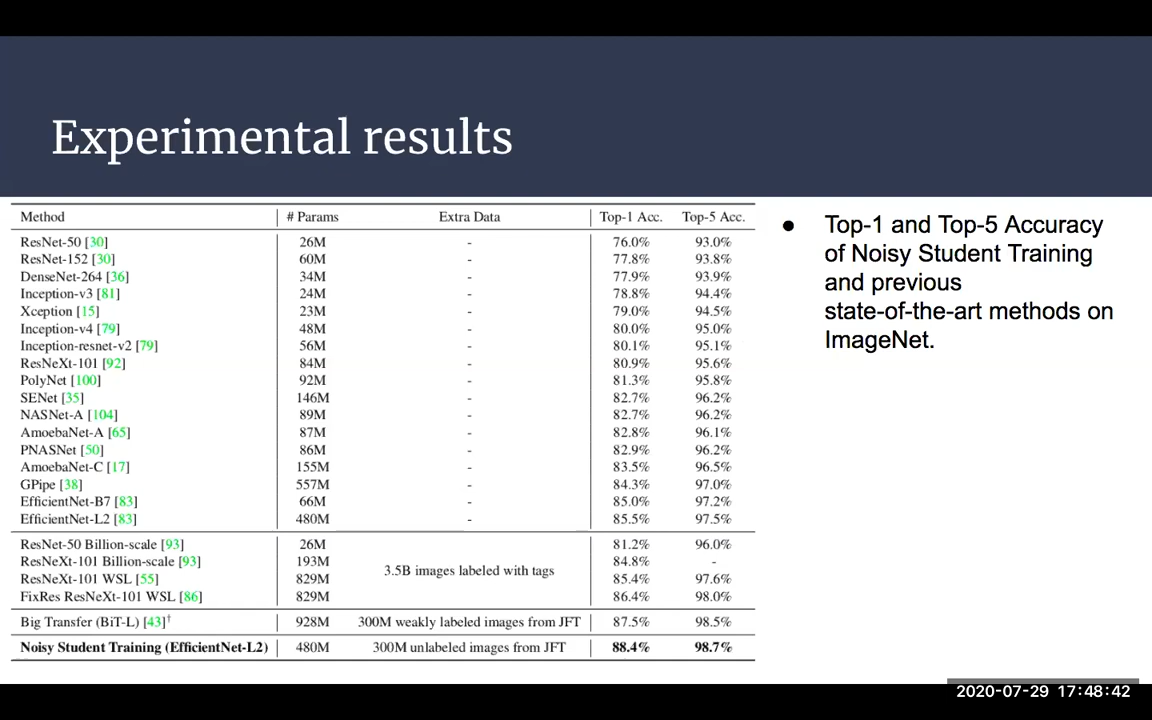 Experimental results
Method # Params Extra Data Top-1 Acc. Top-5 Acc.
ResNet-50 [30] 26M - 76.0% 93.0%
ResNet-152 [30] 60M - 77.8% 93.8%
DenseNet-264 [36] 34M - 77.9% 93.9%
Inception-v3 [81] 24M - 78.8% 94.4%
Xception [15] 23M - 79.0% 94.5%
Inception-v4 [79] 48M - 80.0% 95.0%
Inception-resnet-v2 [79] 56M - 80.1% 95.1%
ResNeXt-101 [92] 84M - 80.9% 95.6%
PolyNet [100] 92M - 81.3% 95.8%
SENet [35] 146M - 82.7% 96.2%
NASNet-A [104] 89M - 82.7% 96.2%
AmoebaNet-A [65] 87M - 82.8% 96.1%
PNASNet [50] 86M - 82.9% 96.2%
AmoebaNet-C [17] 155M - 83.5% 96.5%
GPipe [38] 557M - 84.3% 97.0%
EfficientNet-B7 [83] 66M - 85.0% 97.2%
EfficientNet-L2 [83] 480M - 85.5% 97.5%
ResNet-50 Billion-scale [93] 26M 81.2% 96.0%
ResNeXt-101 Billion-scale [93] 193M 84.8% -
3.5B images labeled with tags
ResNeXt-101 WSL [55] 829M 85.4% 97.6%
FixRes ResNeXt-101 WSL [86] 829M 86.4% 98.0%
Big Transfer (BiT-L) [43]† 928M 300M weakly labeled images from JFT 87.5% 98.5%
Noisy Student Training (EfficientNet-L2) 480M 300M unlabeled images from JFT 88.4% 98.7%
● Top-1 and Top-5 Accuracy
of Noisy Student Training
and previous
state-of-the-art methods on
ImageNet.
2020-07-29 17:48:42